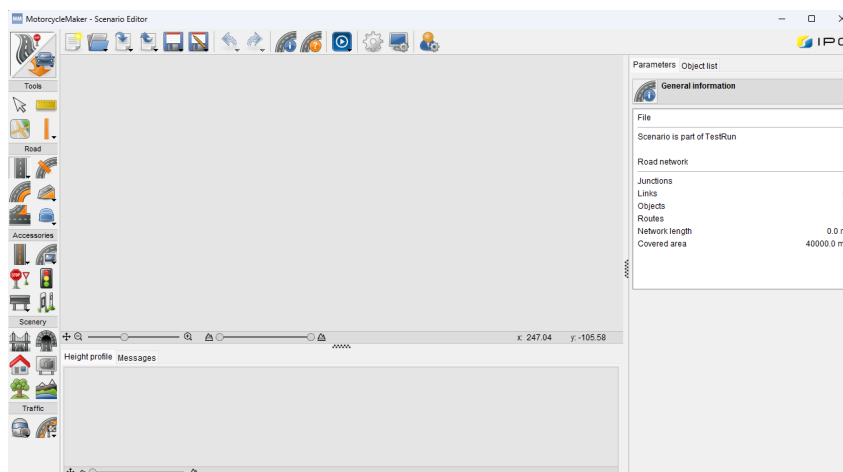 MotorcycleMaker - Scenario Editor
IPG
Parameters
Object list
General information
File
Scenario is part of TestRun
Road network
Junctions
Links
Objects
Routes
Network length 0.0 m
Covered area 40000.0 m
Tools
Road
Accessories
STOP
Scenery
Traffic
x: 247.04 y: -105.58
Height profile
Messages